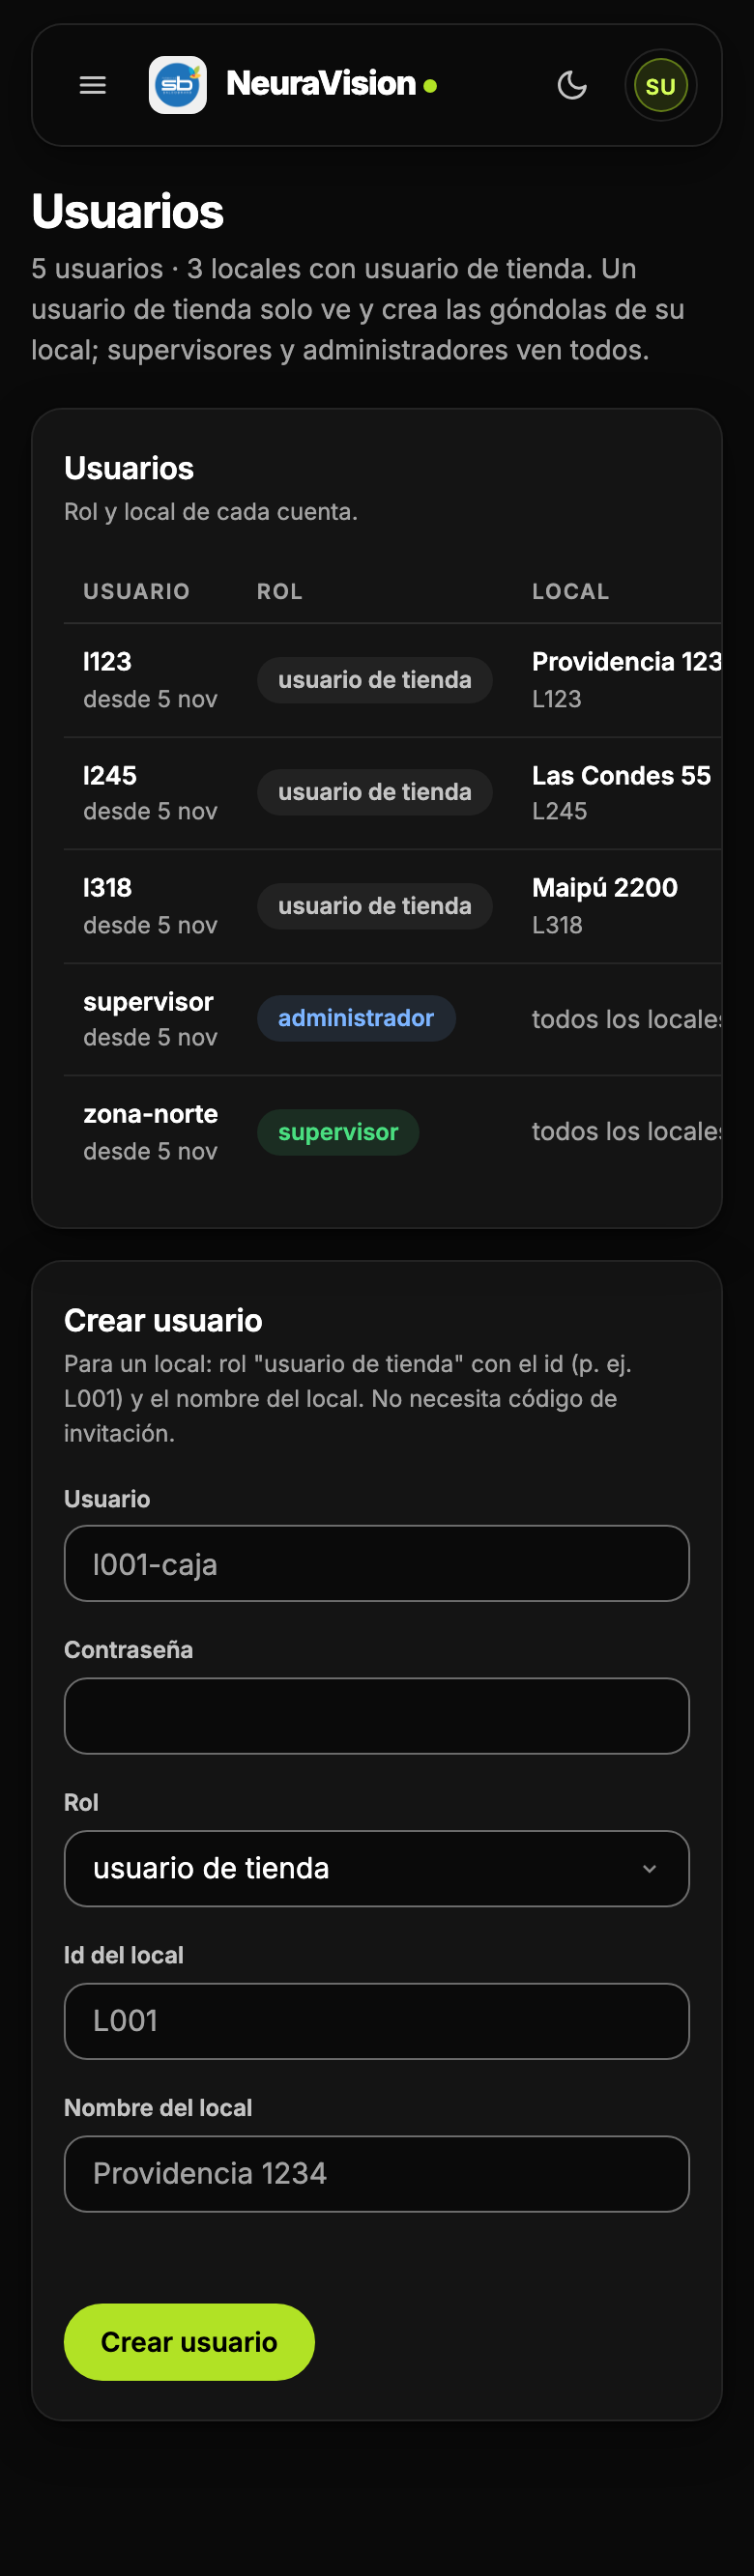 sb
NeuraVision
SU
Usuarios
5 usuarios · 3 locales con usuario de tienda. Un
usuario de tienda solo ve y crea las góndolas de su
local; supervisores y administradores ven todos.
Usuarios
Rol y local de cada cuenta.
USUARIO ROL LOCAL
l123 usuario de tienda Providencia 123
desde 5 nov L123
l245 usuario de tienda Las Condes 55
desde 5 nov L245
l318 usuario de tienda Maipú 2200
desde 5 nov L318
supervisor administrador todos los locales
desde 5 nov
zona-norte supervisor todos los locales
desde 5 nov
Crear usuario
Para un local: rol "usuario de tienda" con el id (p. ej.
L001) y el nombre del local. No necesita código de
invitación.
Usuario
l001-caja
Contraseña
Rol
usuario de tienda
Id del local
L001
Nombre del local
Providencia 1234
Crear usuario